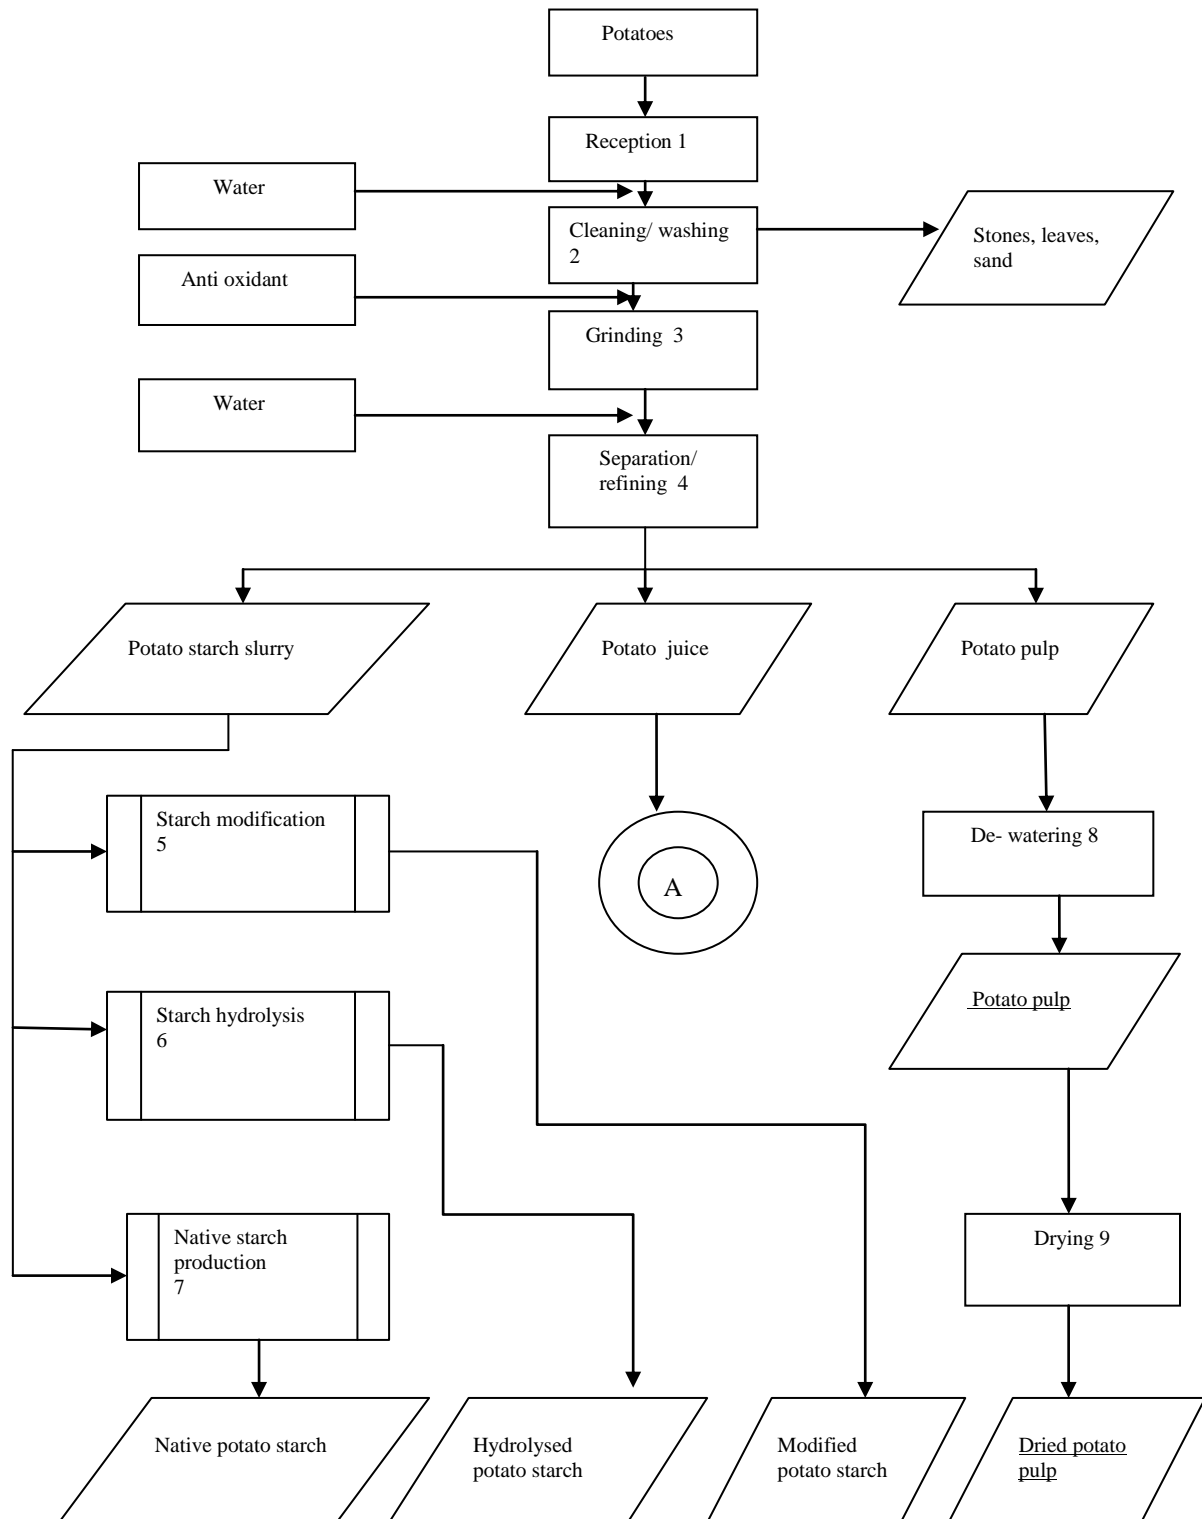 Potatoes
Reception 1
Water
Cleaning/ washing
2
Stones, leaves,
sand
Anti oxidant
Grinding 3
Water
Separation/
refining 4
Potato starch slurry
Potato juice
Potato pulp
Starch modification
5
A
De- watering 8
Potato pulp
Starch hydrolysis
6
Native starch
production
7
Drying 9
Native potato starch
Hydrolysed
potato starch
Modified
potato starch
Dried potato
pulp